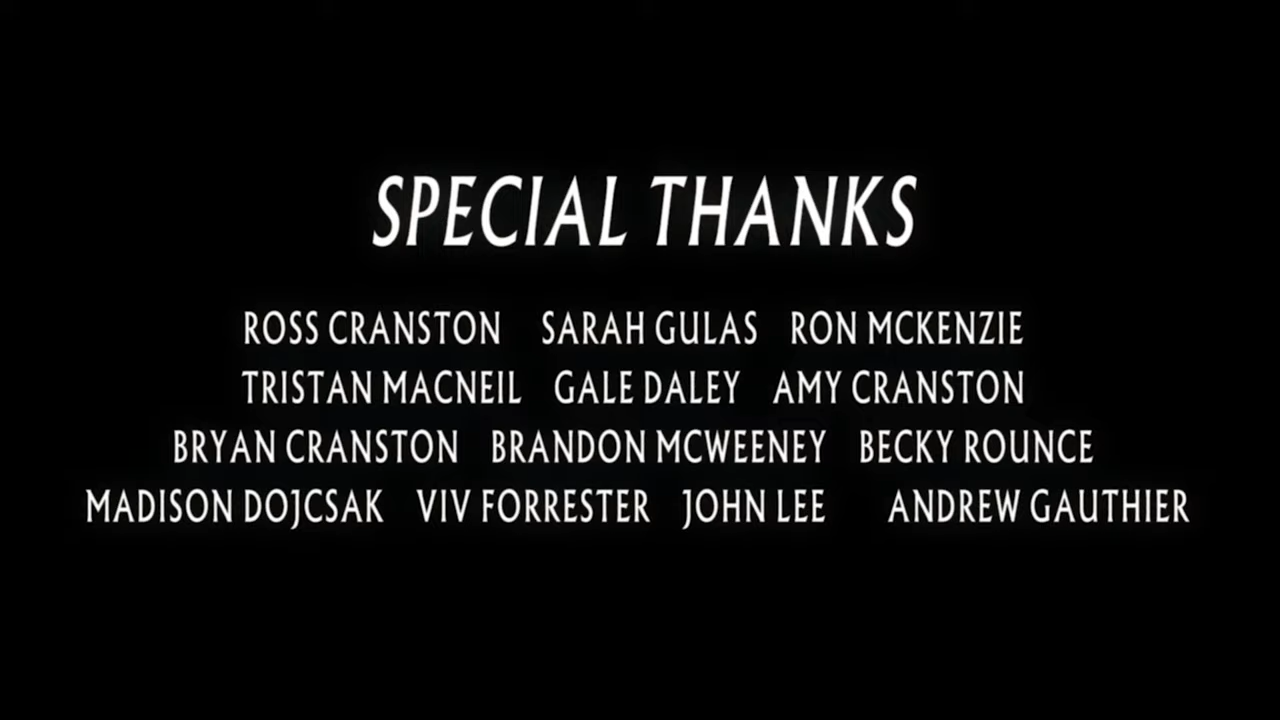 SPECIAL THANKS
ROSS CRANSTON SARAH GULAS RON MCKENZIE
TRISTAN MACNEIL GALE DALEY AMY CRANSTON
BRYAN CRANSTON BRANDON MCWEENEY BECKY ROUNCE
MADISON DOJCSAK VIV FORRESTER JOHN LEE ANDREW GAUTHIER